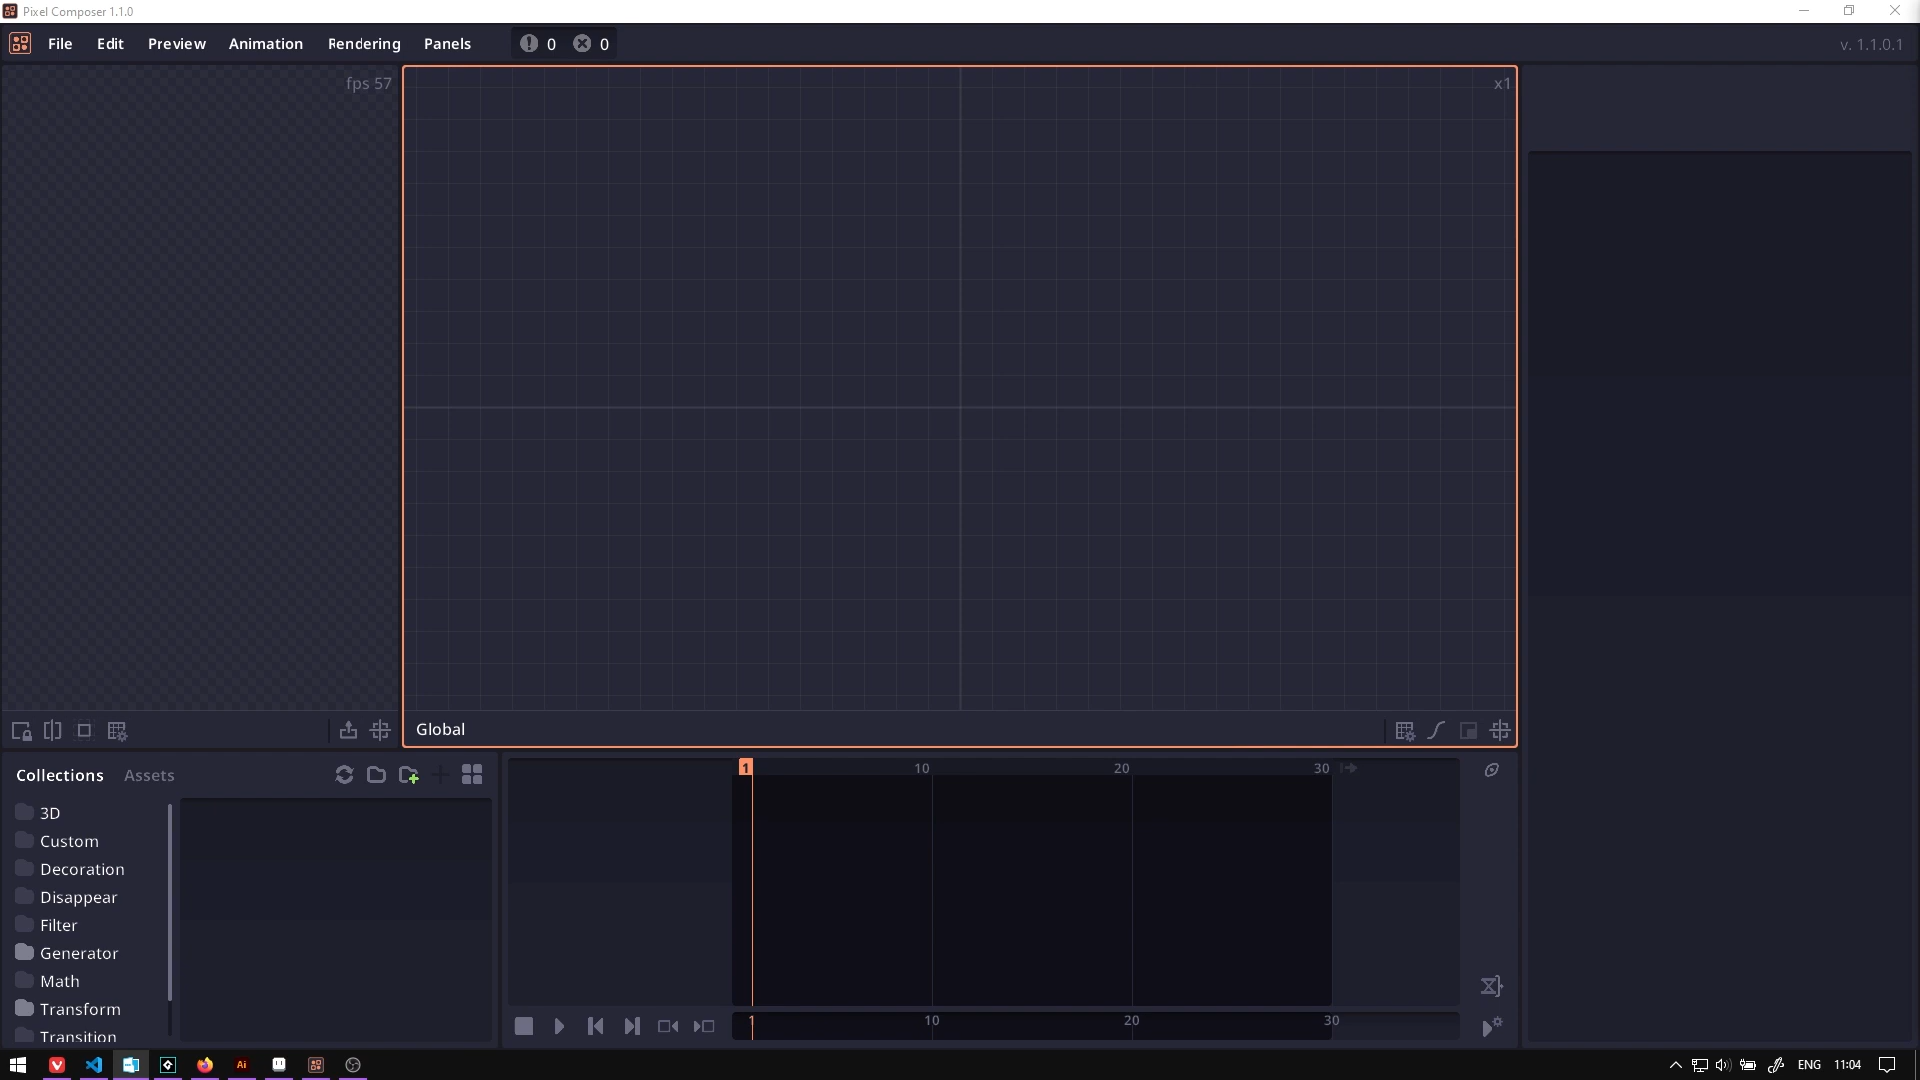 Pixel Composer 1.1.0
File Edit Preview Animation Rendering Panels 0 0 v. 1.1.0.1
fps 57
x1
Global
Collections Assets
3D
Custom
Decoration
Disappear
Filter
Generator
Math
Transform
Transition
1 10 20 30
1 10 20 30
Ai
ENG 11:04